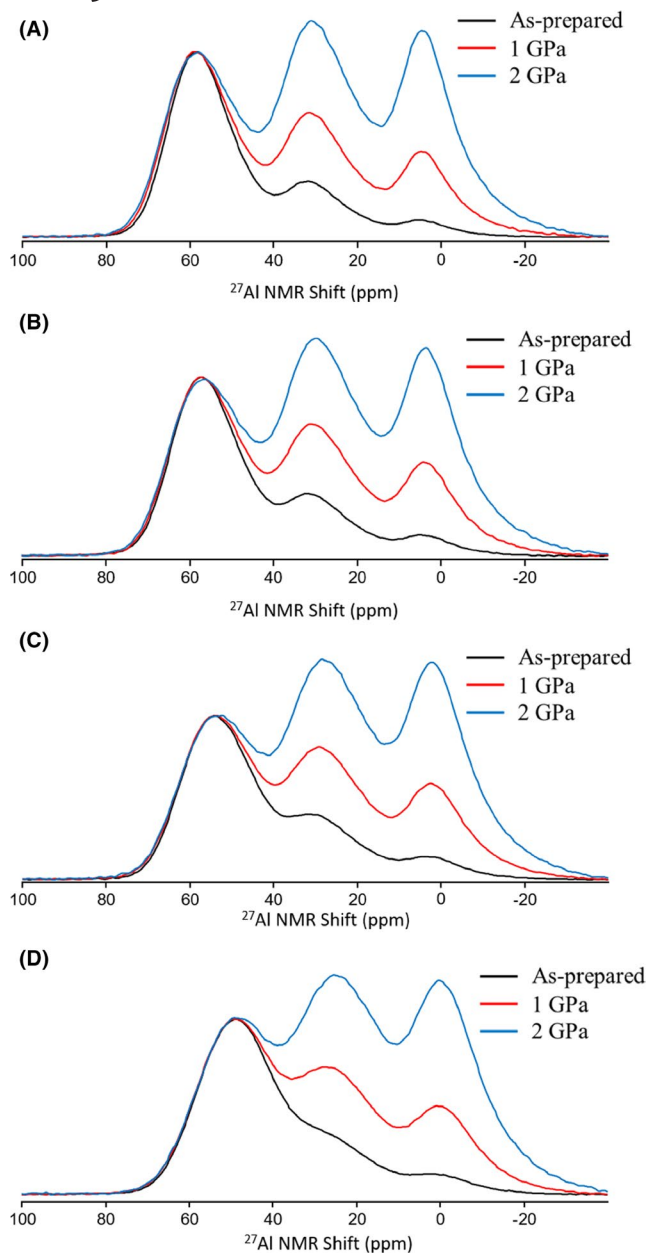 (A)
As-prepared
1 GPa
2 GPa
100 80 60 40 20 0 -20
²⁷Al NMR Shift (ppm)
(B)
As-prepared
1 GPa
2 GPa
100 80 60 40 20 0 -20
²⁷Al NMR Shift (ppm)
(C)
As-prepared
1 GPa
2 GPa
100 80 60 40 20 0 -20
²⁷Al NMR Shift (ppm)
(D)
As-prepared
1 GPa
2 GPa
100 80 60 40 20 0 -20
²⁷Al NMR Shift (ppm)